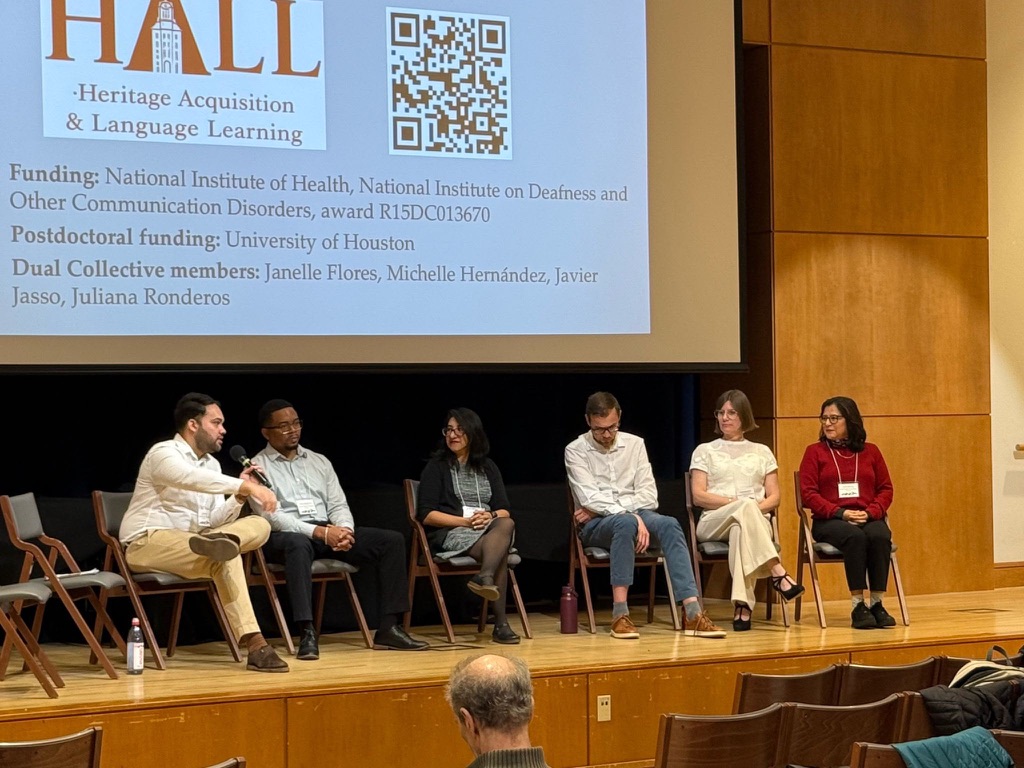 HALL
·Heritage Acquisition
& Language Learning
Funding: National Institute of Health, National Institute on Deafness and
Other Communication Disorders, award R15DC013670
Postdoctoral funding: University of Houston
Dual Collective members: Janelle Flores, Michelle Hernández, Javier
Jasso, Juliana Ronderos